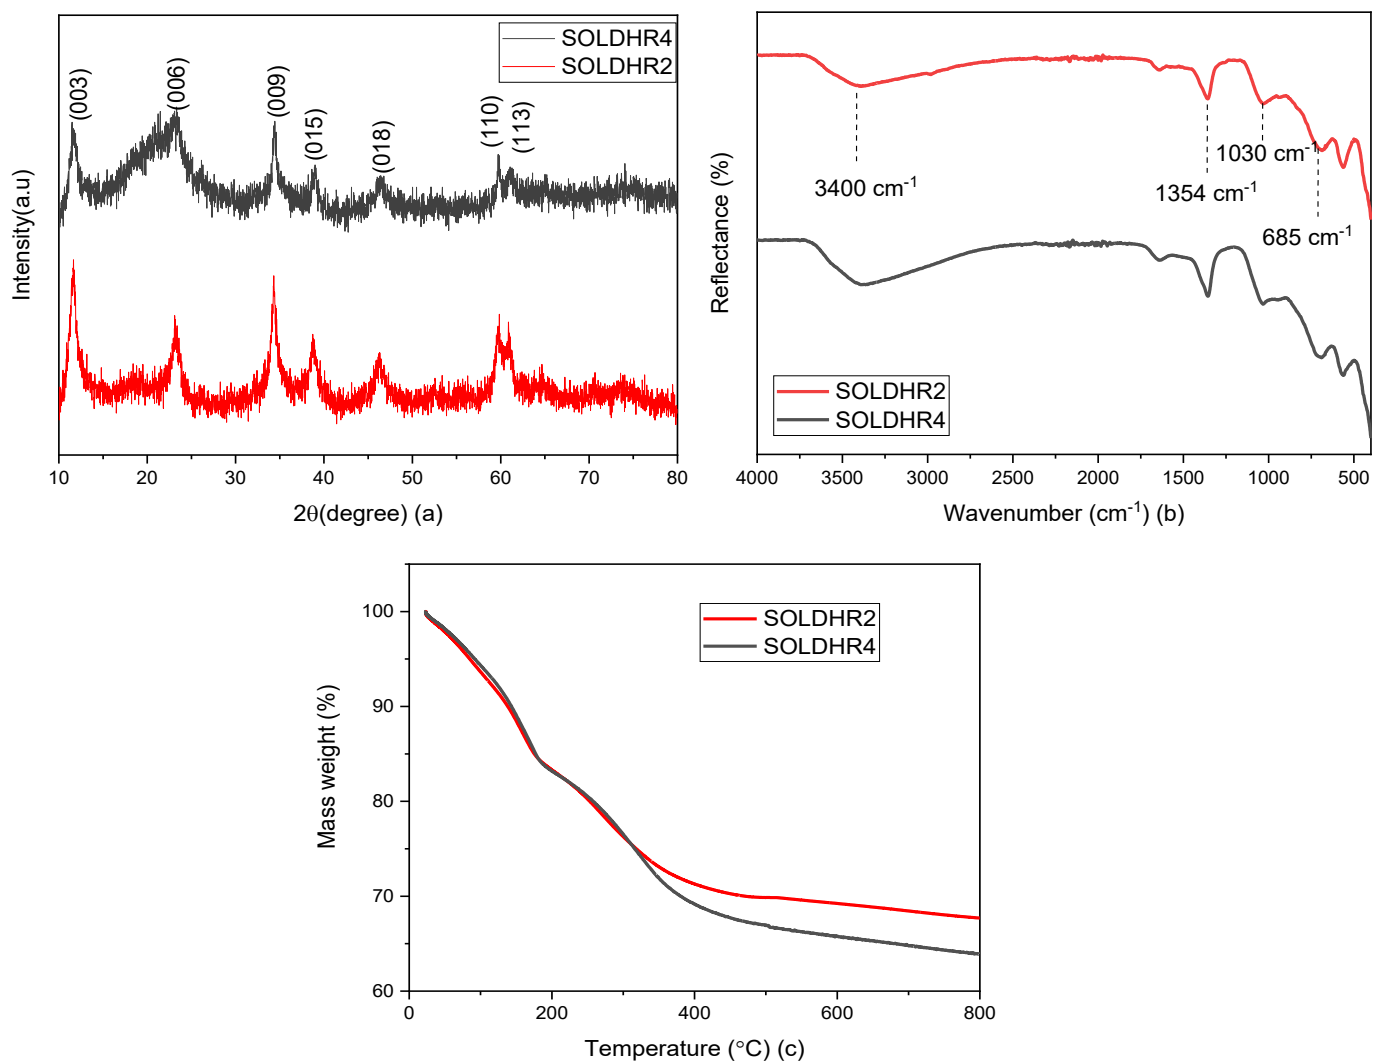 SOLDHR4
SOLDHR2
(003)
(006)
(009)
(015)
(018)
(110)
(113)
Intensity(a.u)
10 20 30 40 50 60 70 80
2θ(degree) (a)
3400 cm⁻¹
1354 cm⁻¹
1030 cm⁻¹
685 cm⁻¹
Reflectance (%)
SOLDHR2
SOLDHR4
4000 3500 3000 2500 2000 1500 1000 500
Wavenumber (cm⁻¹) (b)
SOLDHR2
SOLDHR4
100
90
80
70
60
Mass weight (%)
0 200 400 600 800
Temperature (°C) (c)